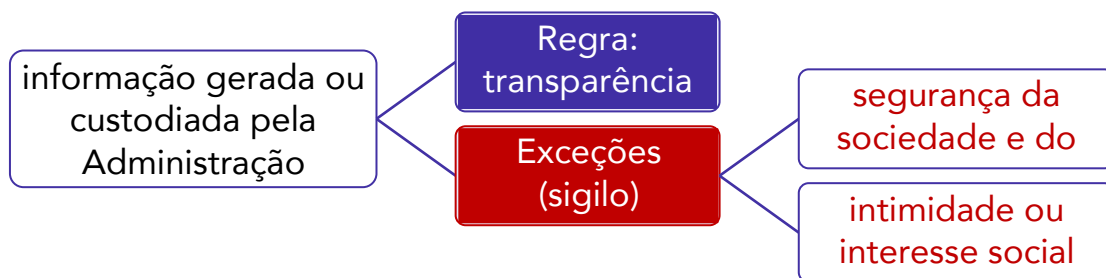 informação gerada ou
custodiada pela
Administração
Regra:
transparência
Exceções
(sigilo)
segurança da
sociedade e do
intimidade ou
interesse social